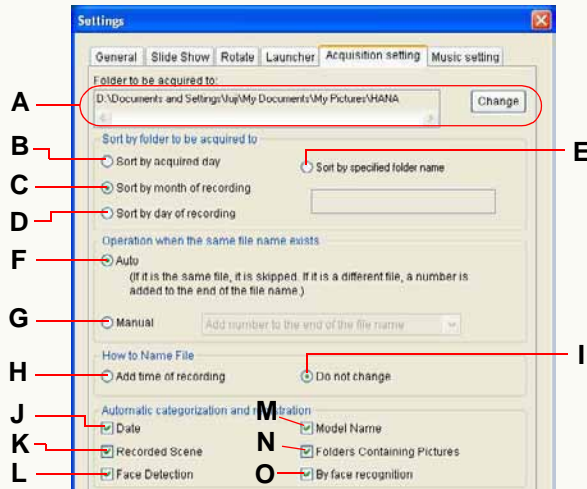 Settings
General Slide Show Rotate Launcher Acquisition setting Music setting
Folder to be acquired to:
A D:\Documents and Settings\fuji\My Documents\My Pictures\HANA Change
Sort by folder to be acquired to
B Sort by acquired day E Sort by specified folder name
C Sort by month of recording
D Sort by day of recording
Operation when the same file name exists
F Auto
(If it is the same file, it is skipped. If it is a different file, a number is
added to the end of the file name.)
G Manual Add number to the end of the file name
How to Name File
H Add time of recording I Do not change
Automatic categorization and registration
J Date M Model Name
K Recorded Scene N Folders Containing Pictures
L Face Detection O By face recognition